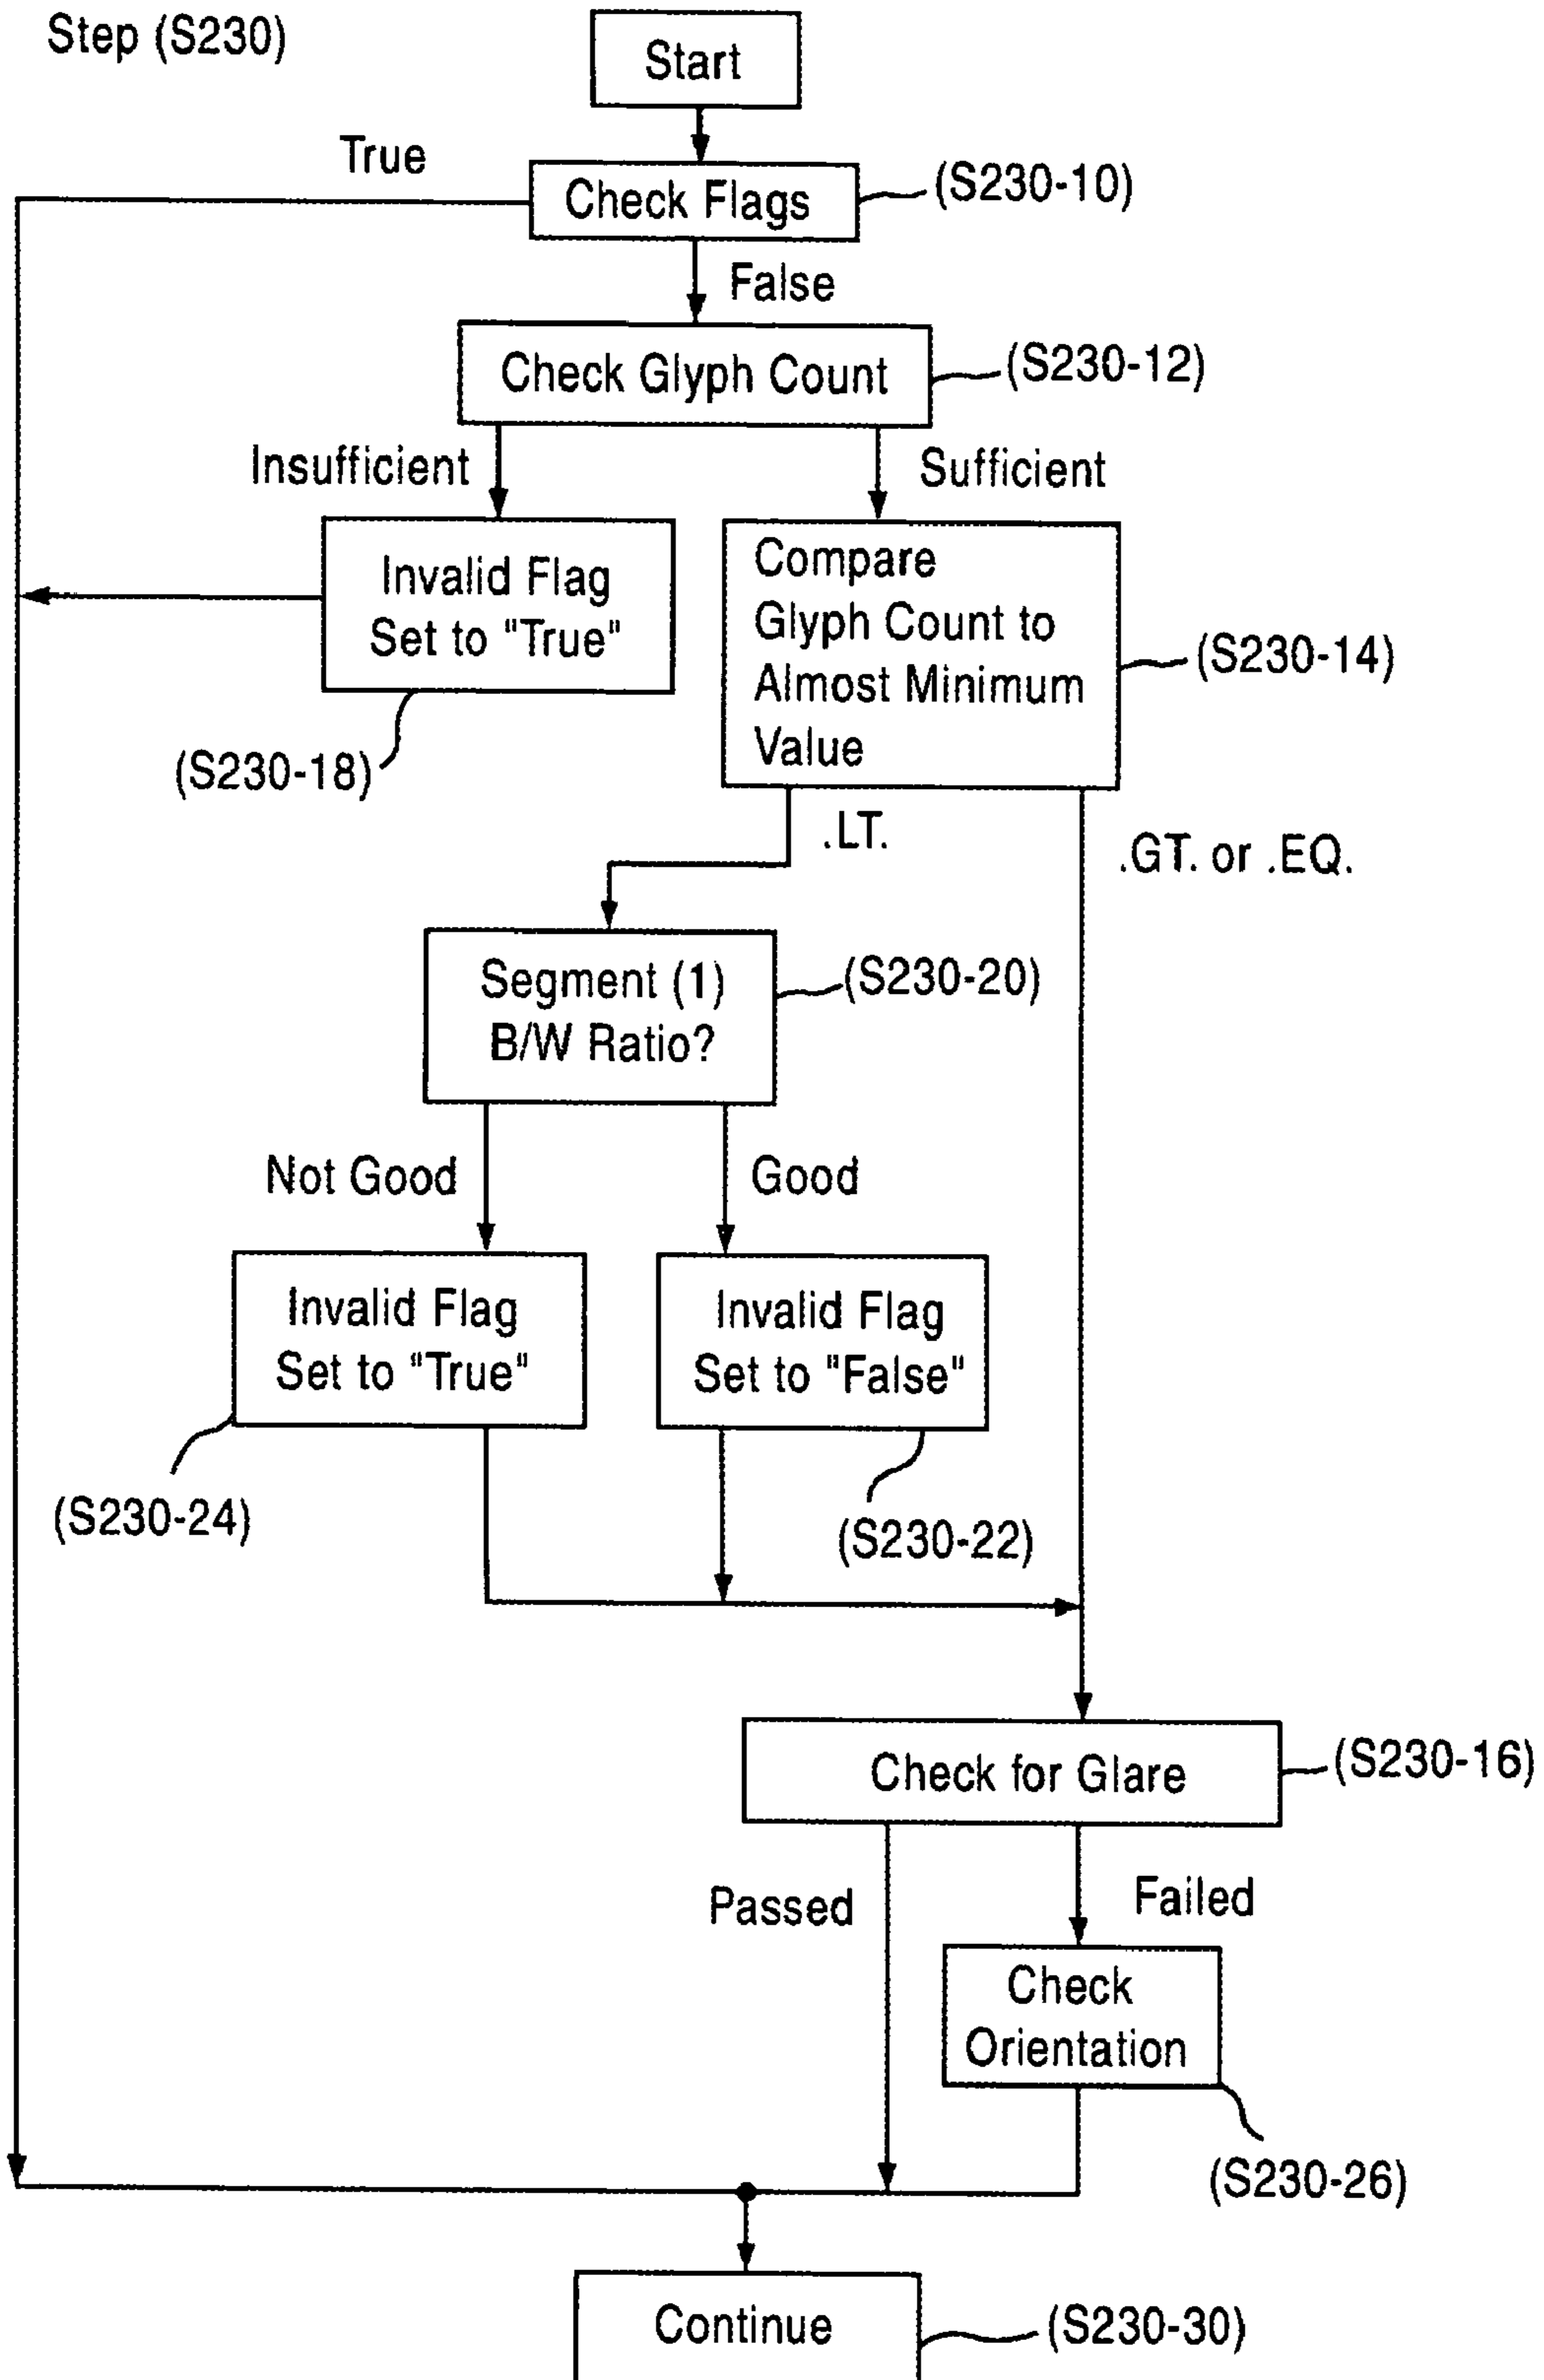 Step (S230)
Start
True
Check Flags
(S230-10)
False
Check Glyph Count
(S230-12)
Insufficient
Sufficient
Invalid Flag
Set to "True"
(S230-18)
Compare
Glyph Count to
Almost Minimum
Value
(S230-14)
.LT.
.GT. or .EQ.
Segment (1)
B/W Ratio?
(S230-20)
Not Good
Good
Invalid Flag
Set to "True"
(S230-24)
Invalid Flag
Set to "False"
(S230-22)
Check for Glare
(S230-16)
Passed
Failed
Check
Orientation
(S230-26)
Continue
(S230-30)